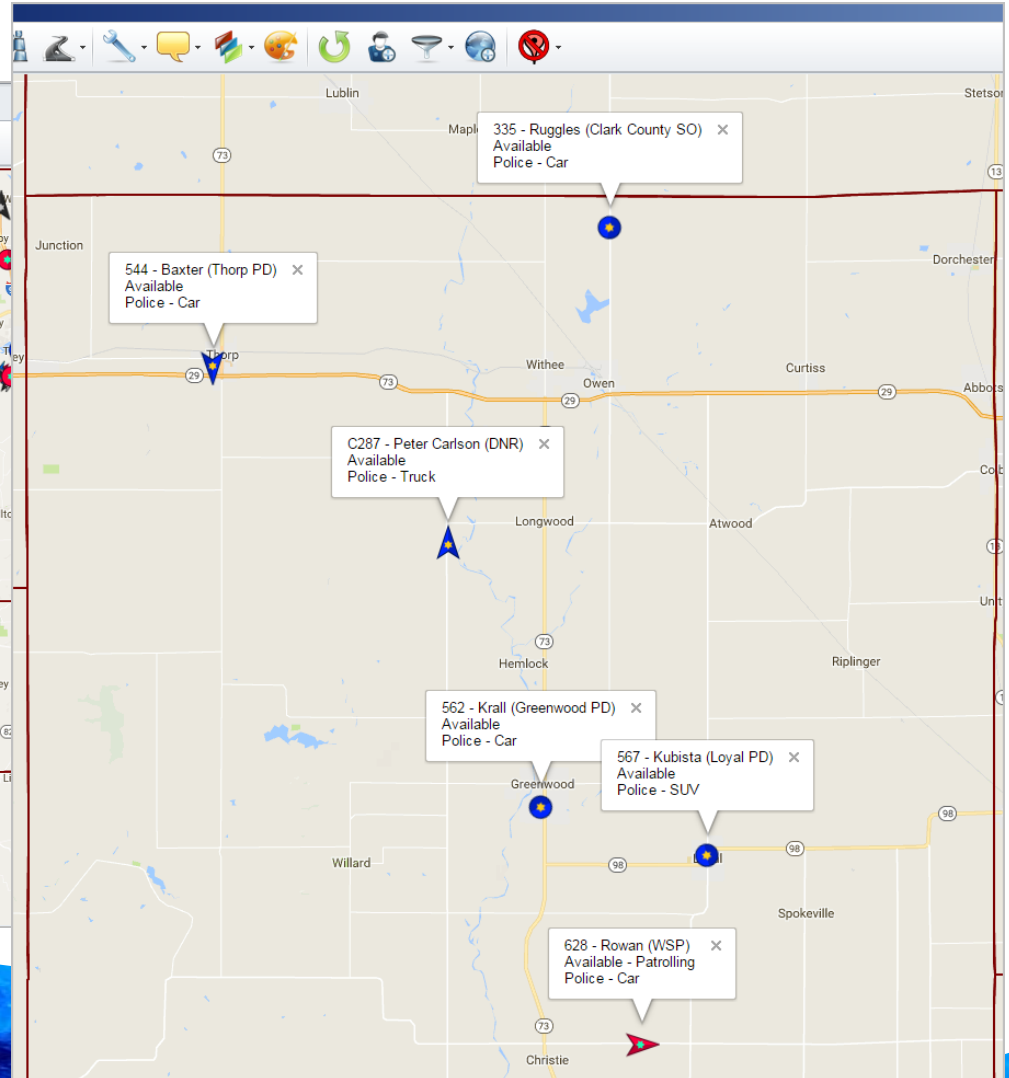 Lublin
Stetson
335 - Ruggles (Clark County SO)
Available
Police - Car
73
13
Junction
Dorchester
544 - Baxter (Thorp PD)
Available
Police - Car
Thorp
Withee
Curtiss
29
73
Owen
29
29
Abbots
C287 - Peter Carlson (DNR)
Available
Police - Truck
Longwood
Atwood
13
73
Hemlock
Riplinger
562 - Krall (Greenwood PD)
Available
Police - Car
567 - Kubista (Loyal PD)
Available
Police - SUV
Greenwood
98
Willard
98
98
Spokeville
628 - Rowan (WSP)
Available - Patrolling
Police - Car
73
Christie